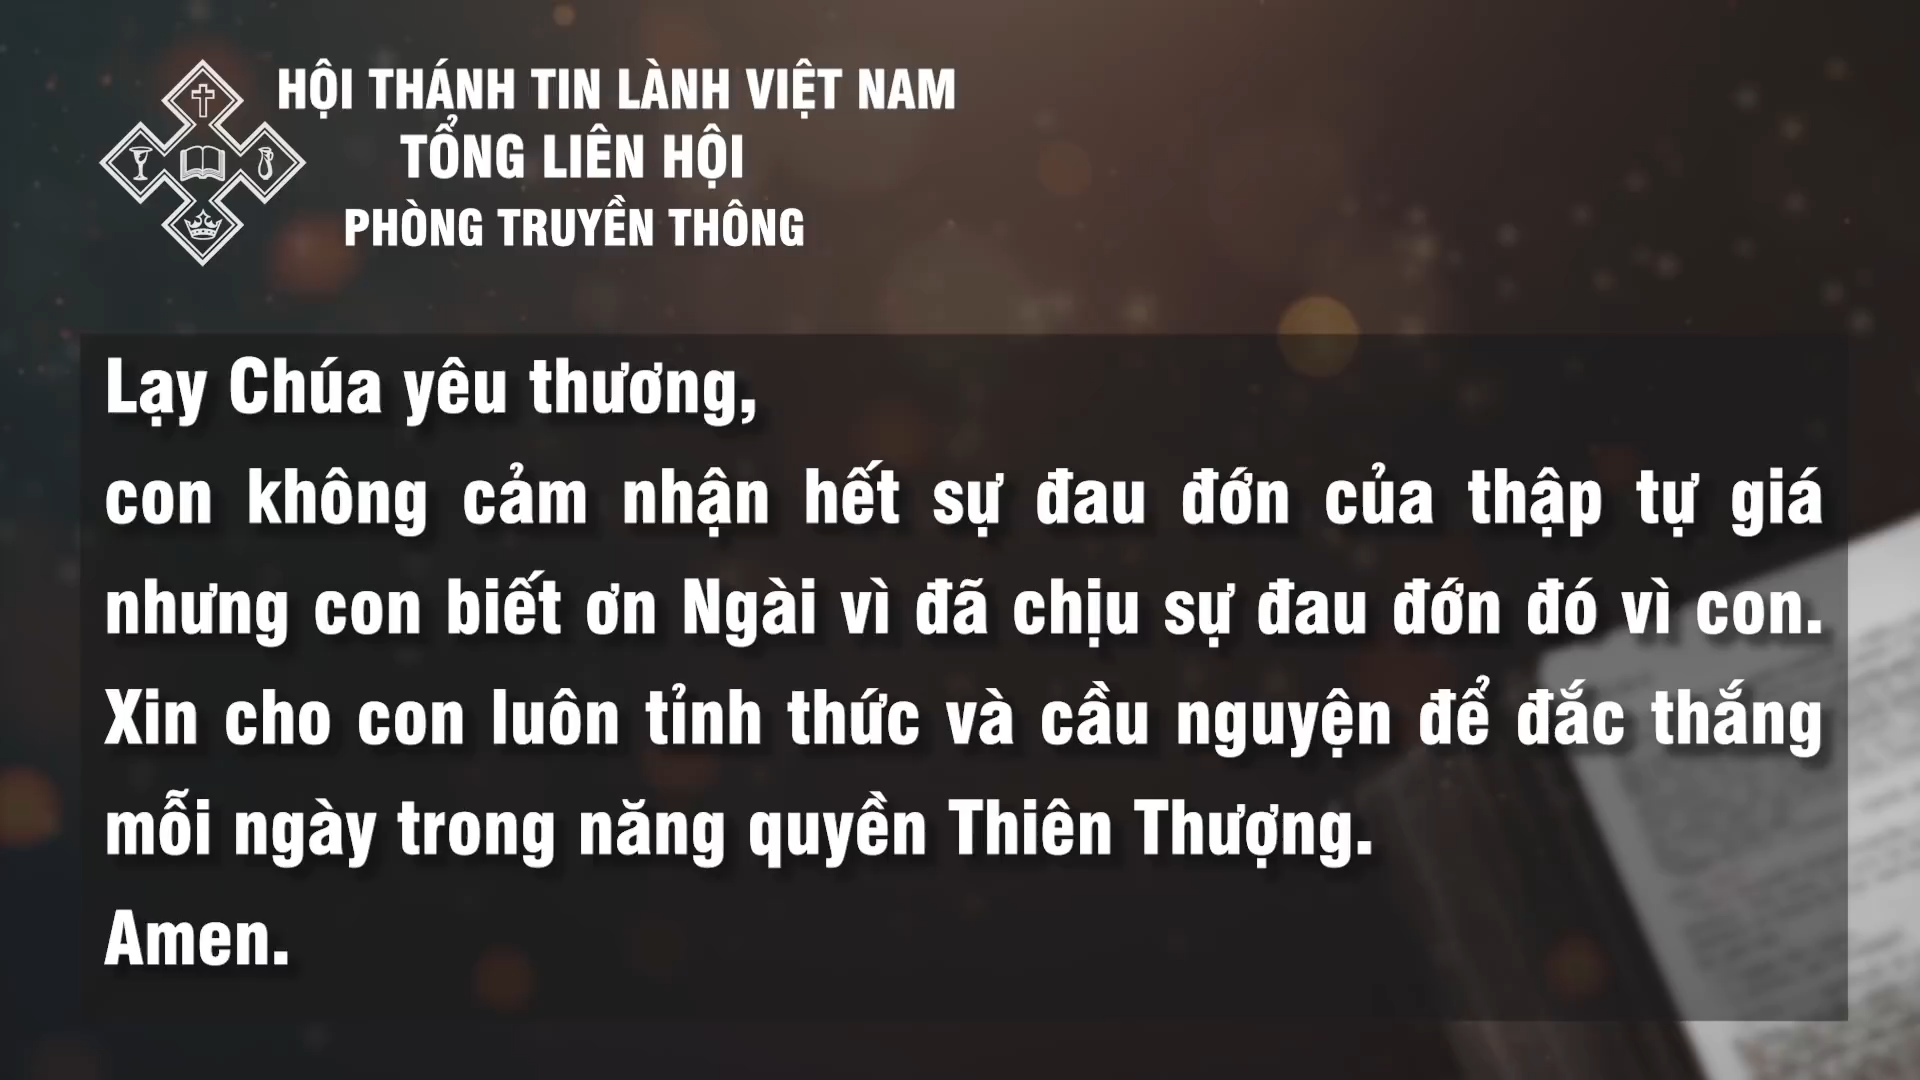 HỘI THÁNH TIN LÀNH VIỆT NAM
TỔNG LIÊN HỘI
PHÒNG TRUYỀN THÔNG
Lạy Chúa yêu thương,
con không cảm nhận hết sự đau đớn của thập tự giá
nhưng con biết ơn Ngài vì đã chịu sự đau đớn đó vì con.
Xin cho con luôn tỉnh thức và cầu nguyện để đắc thắng
mỗi ngày trong năng quyền Thiên Thượng.
Amen.